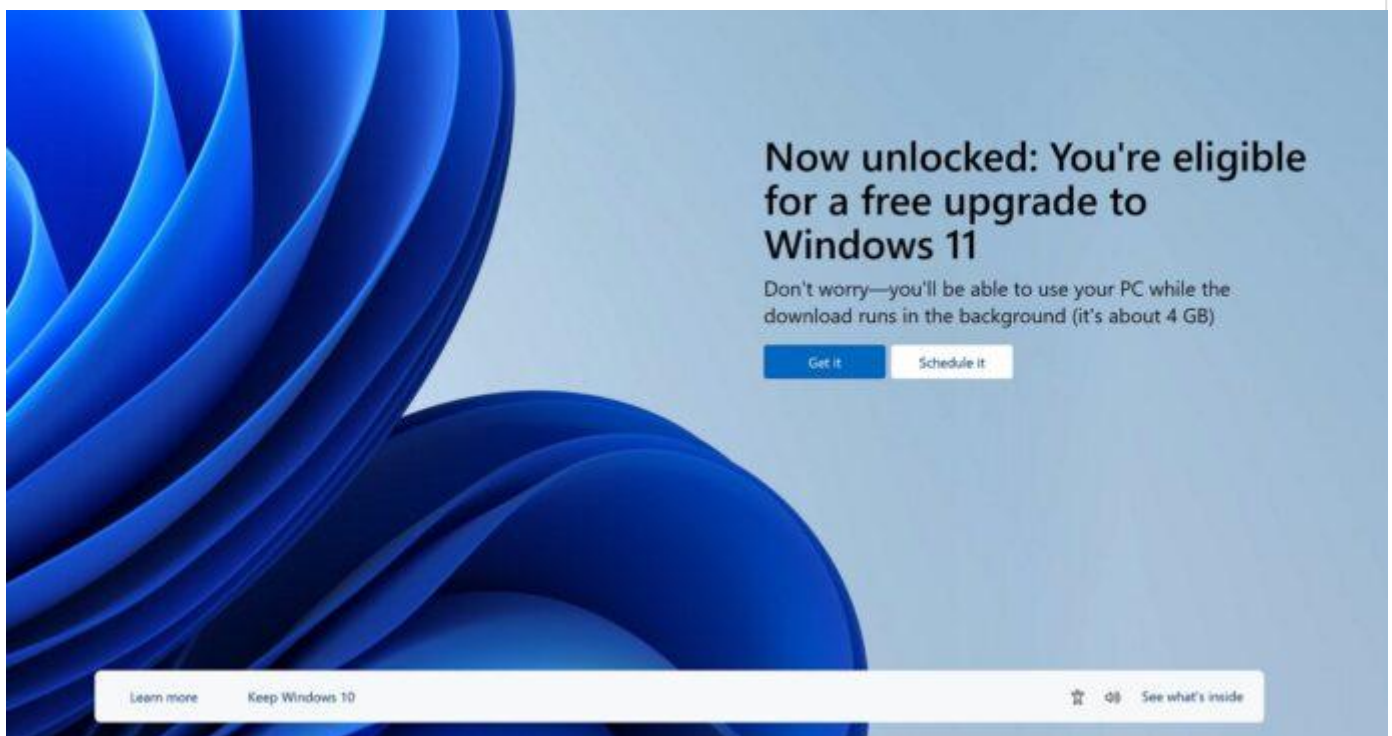 Now unlocked: You're eligible
for a free upgrade to
Windows 11
Don't worry—you'll be able to use your PC while the
download runs in the background (it's about 4 GB)
Get it
Schedule it
Learn more
Keep Windows 10
See what's inside